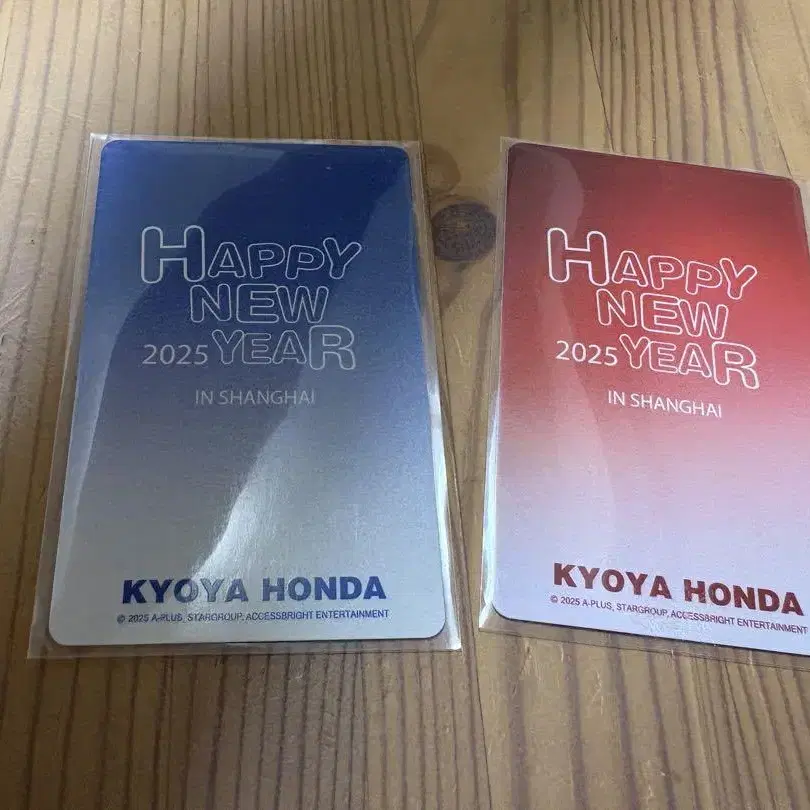 HAPPY
NEW
2025 YEAR
IN SHANGHAI
KYOYA HONDA
© 2025 A-PLUS, STARGROUP, ACCESSBRIGHT ENTERTAINMENT
HAPPY
NEW
2025 YEAR
IN SHANGHAI
KYOYA HONDA
© 2025 A-PLUS, STARGROUP, ACCESSBRIGHT ENTERTAINMENT